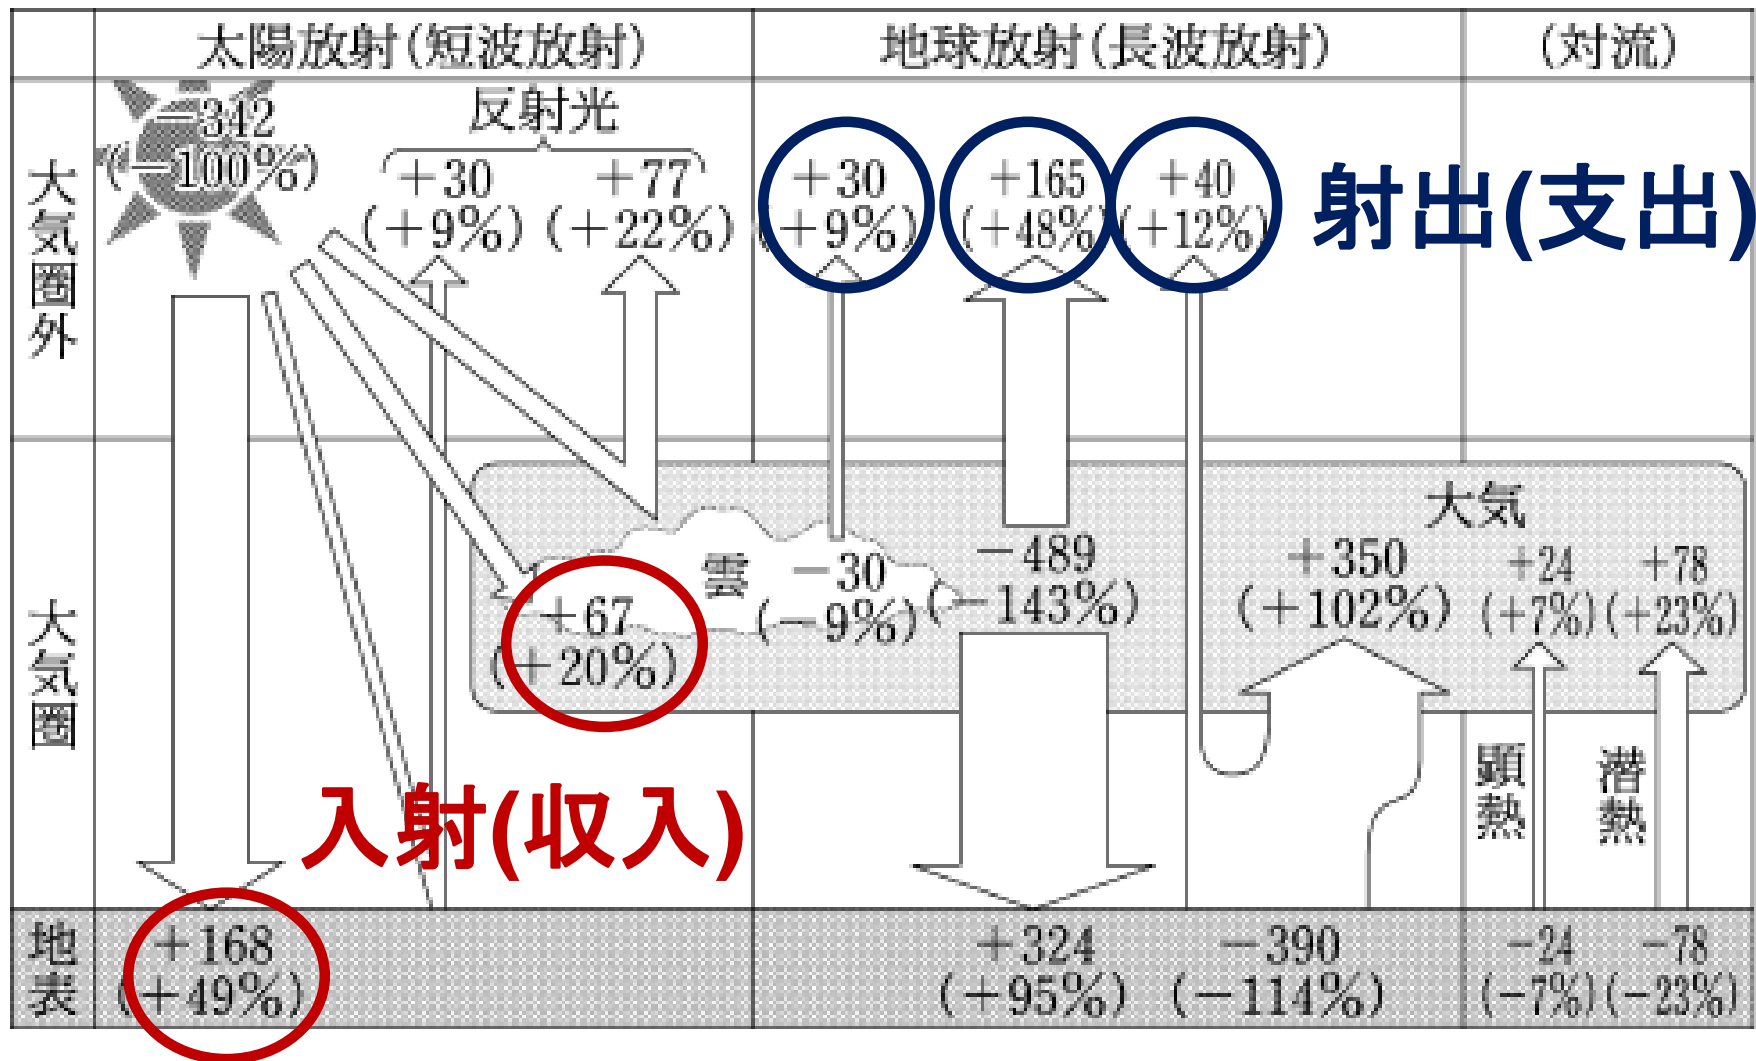 太陽放射(短波放射)
地球放射(長波放射)
(対流)
大気圏外
-342
(-100%)
反射光
+30
(+9%)
+77
(+22%)
+30
(+9%)
+165
(+48%)
+40
(+12%)
射出(支出)
大気圏
大気
雲
-30
(-9%)
-489
(-143%)
+350
(+102%)
+24
(+7%)
+78
(+23%)
+67
(+20%)
顕熱
潜熱
入射(収入)
地表
+168
(+49%)
+324
(+95%)
-390
(-114%)
-24
(-7%)
-78
(-23%)